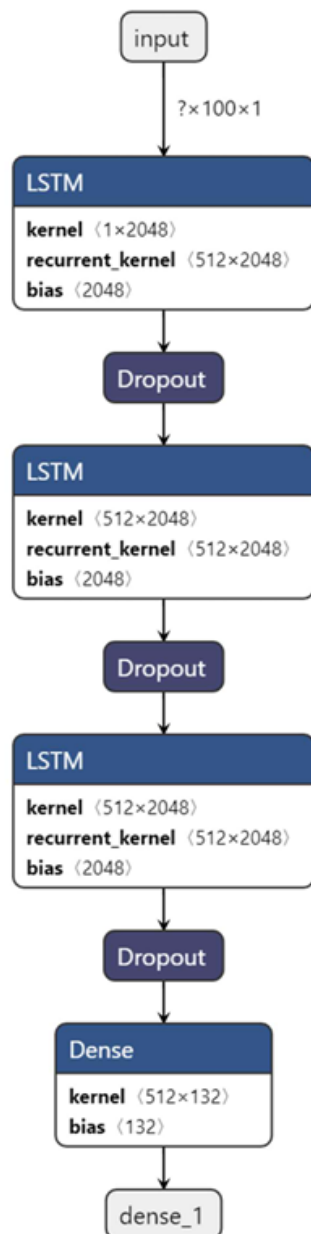 input
?×100×1
LSTM
kernel ⟨1×2048⟩
recurrent_kernel ⟨512×2048⟩
bias ⟨2048⟩
Dropout
LSTM
kernel ⟨512×2048⟩
recurrent_kernel ⟨512×2048⟩
bias ⟨2048⟩
Dropout
LSTM
kernel ⟨512×2048⟩
recurrent_kernel ⟨512×2048⟩
bias ⟨2048⟩
Dropout
Dense
kernel ⟨512×132⟩
bias ⟨132⟩
dense_1